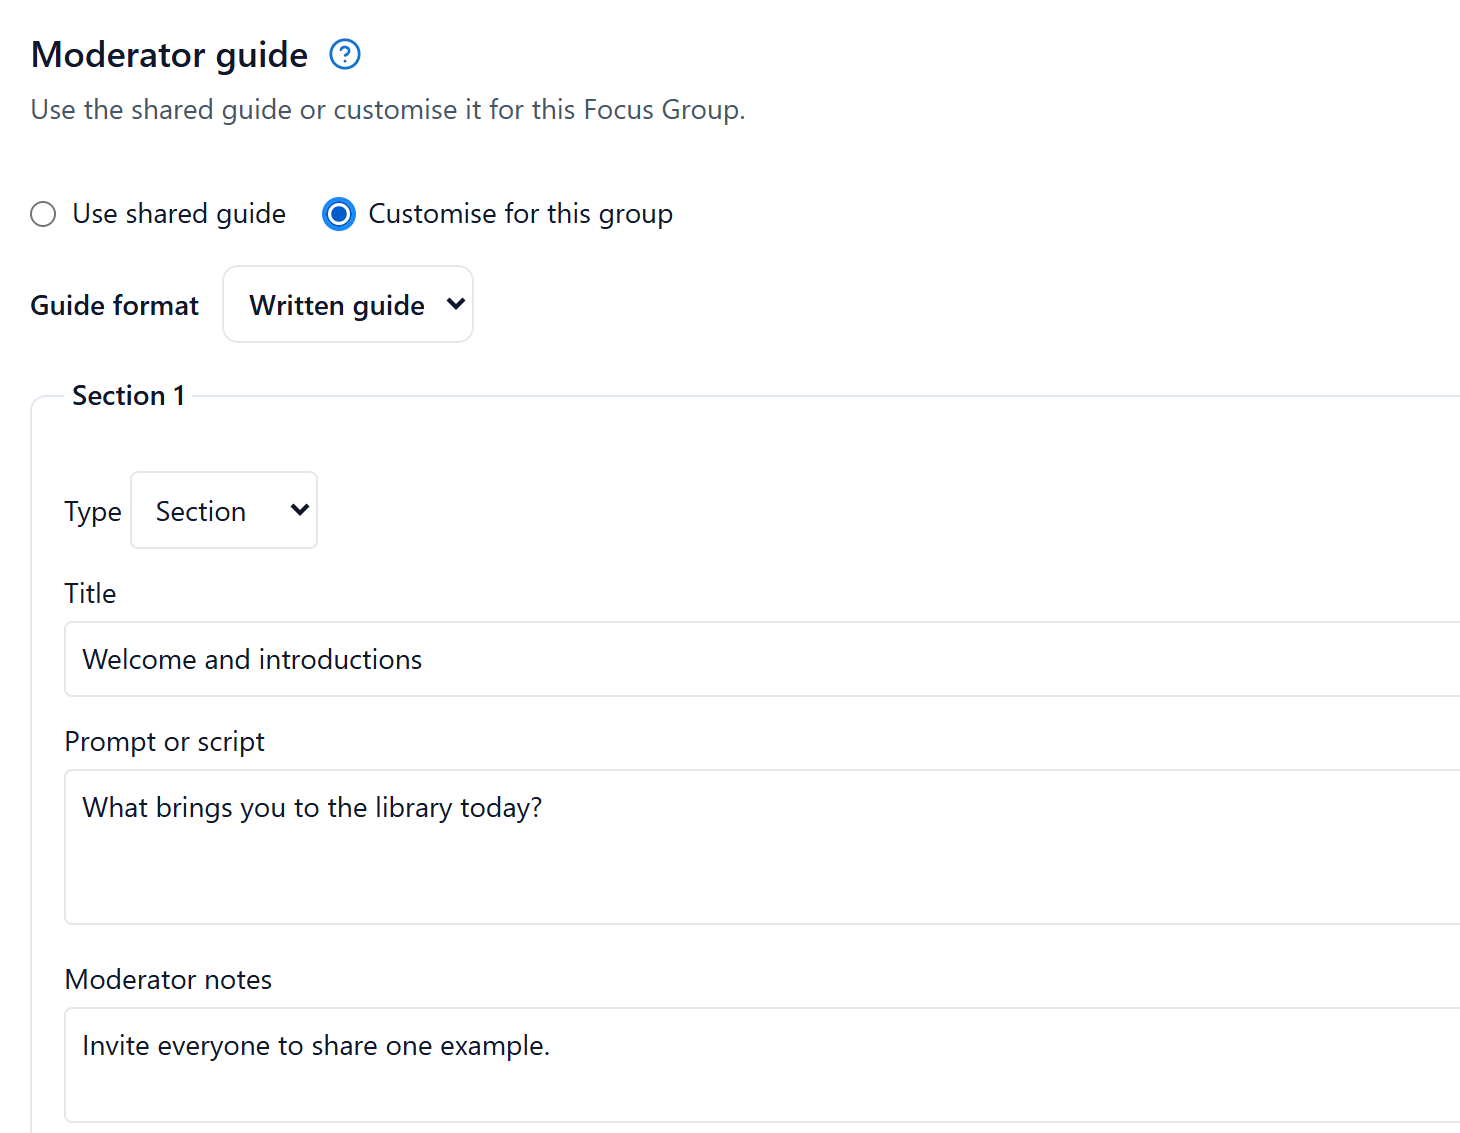 Moderator guide
Use the shared guide or customise it for this Focus Group.
Use shared guide Customise for this group
Guide format Written guide
Section 1
Type Section
Title
Welcome and introductions
Prompt or script
What brings you to the library today?
Moderator notes
Invite everyone to share one example.